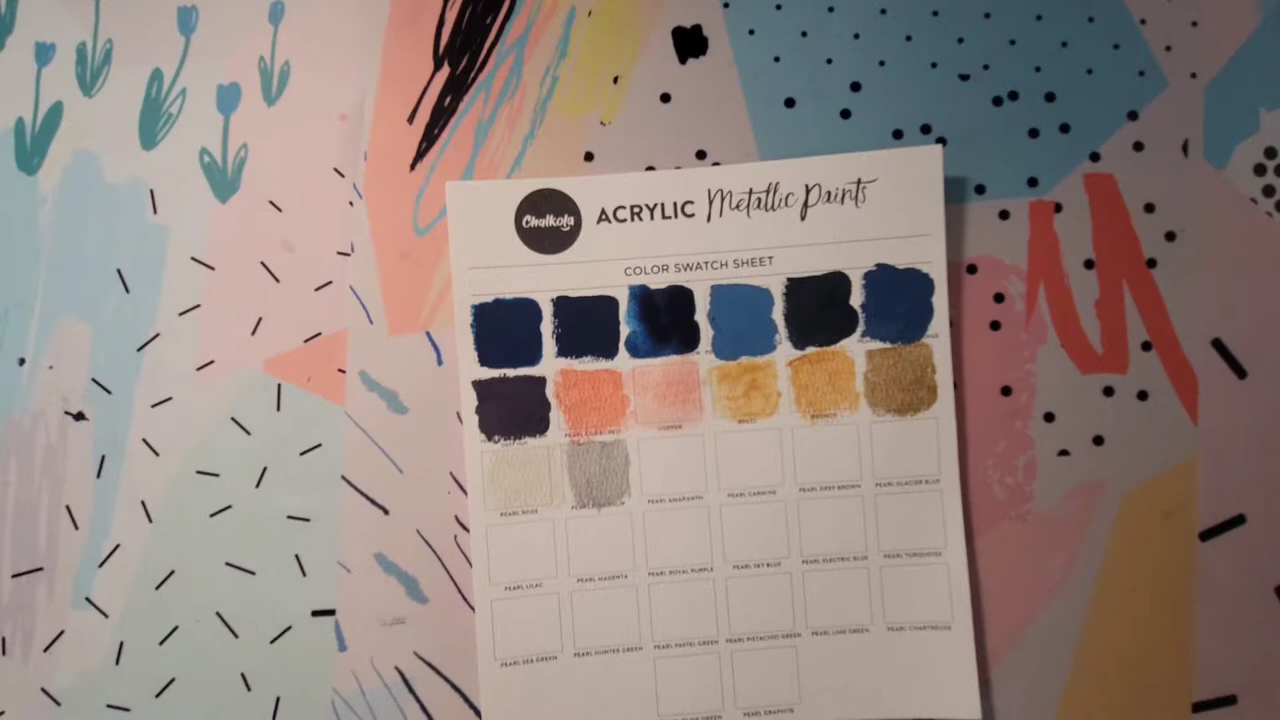 Chalkola ACRYLIC Metallic Paints
COLOR SWATCH SHEET
COPPER
PEARL BEIGE PEARL AMARANTH PEARL CARMINE PEARL DEEP BROWN PEARL GLACIER BLUE
PEARL LILAC PEARL MAGENTA PEARL ROYAL PURPLE PEARL SKY BLUE PEARL ELECTRIC BLUE PEARL TURQUOISE
PEARL SEA GREEN PEARL HUNTER GREEN PEARL PASTEL GREEN PEARL PISTACHIO GREEN PEARL LIME GREEN PEARL CHARTREUSE
GREEN PEARL GRAPHITE